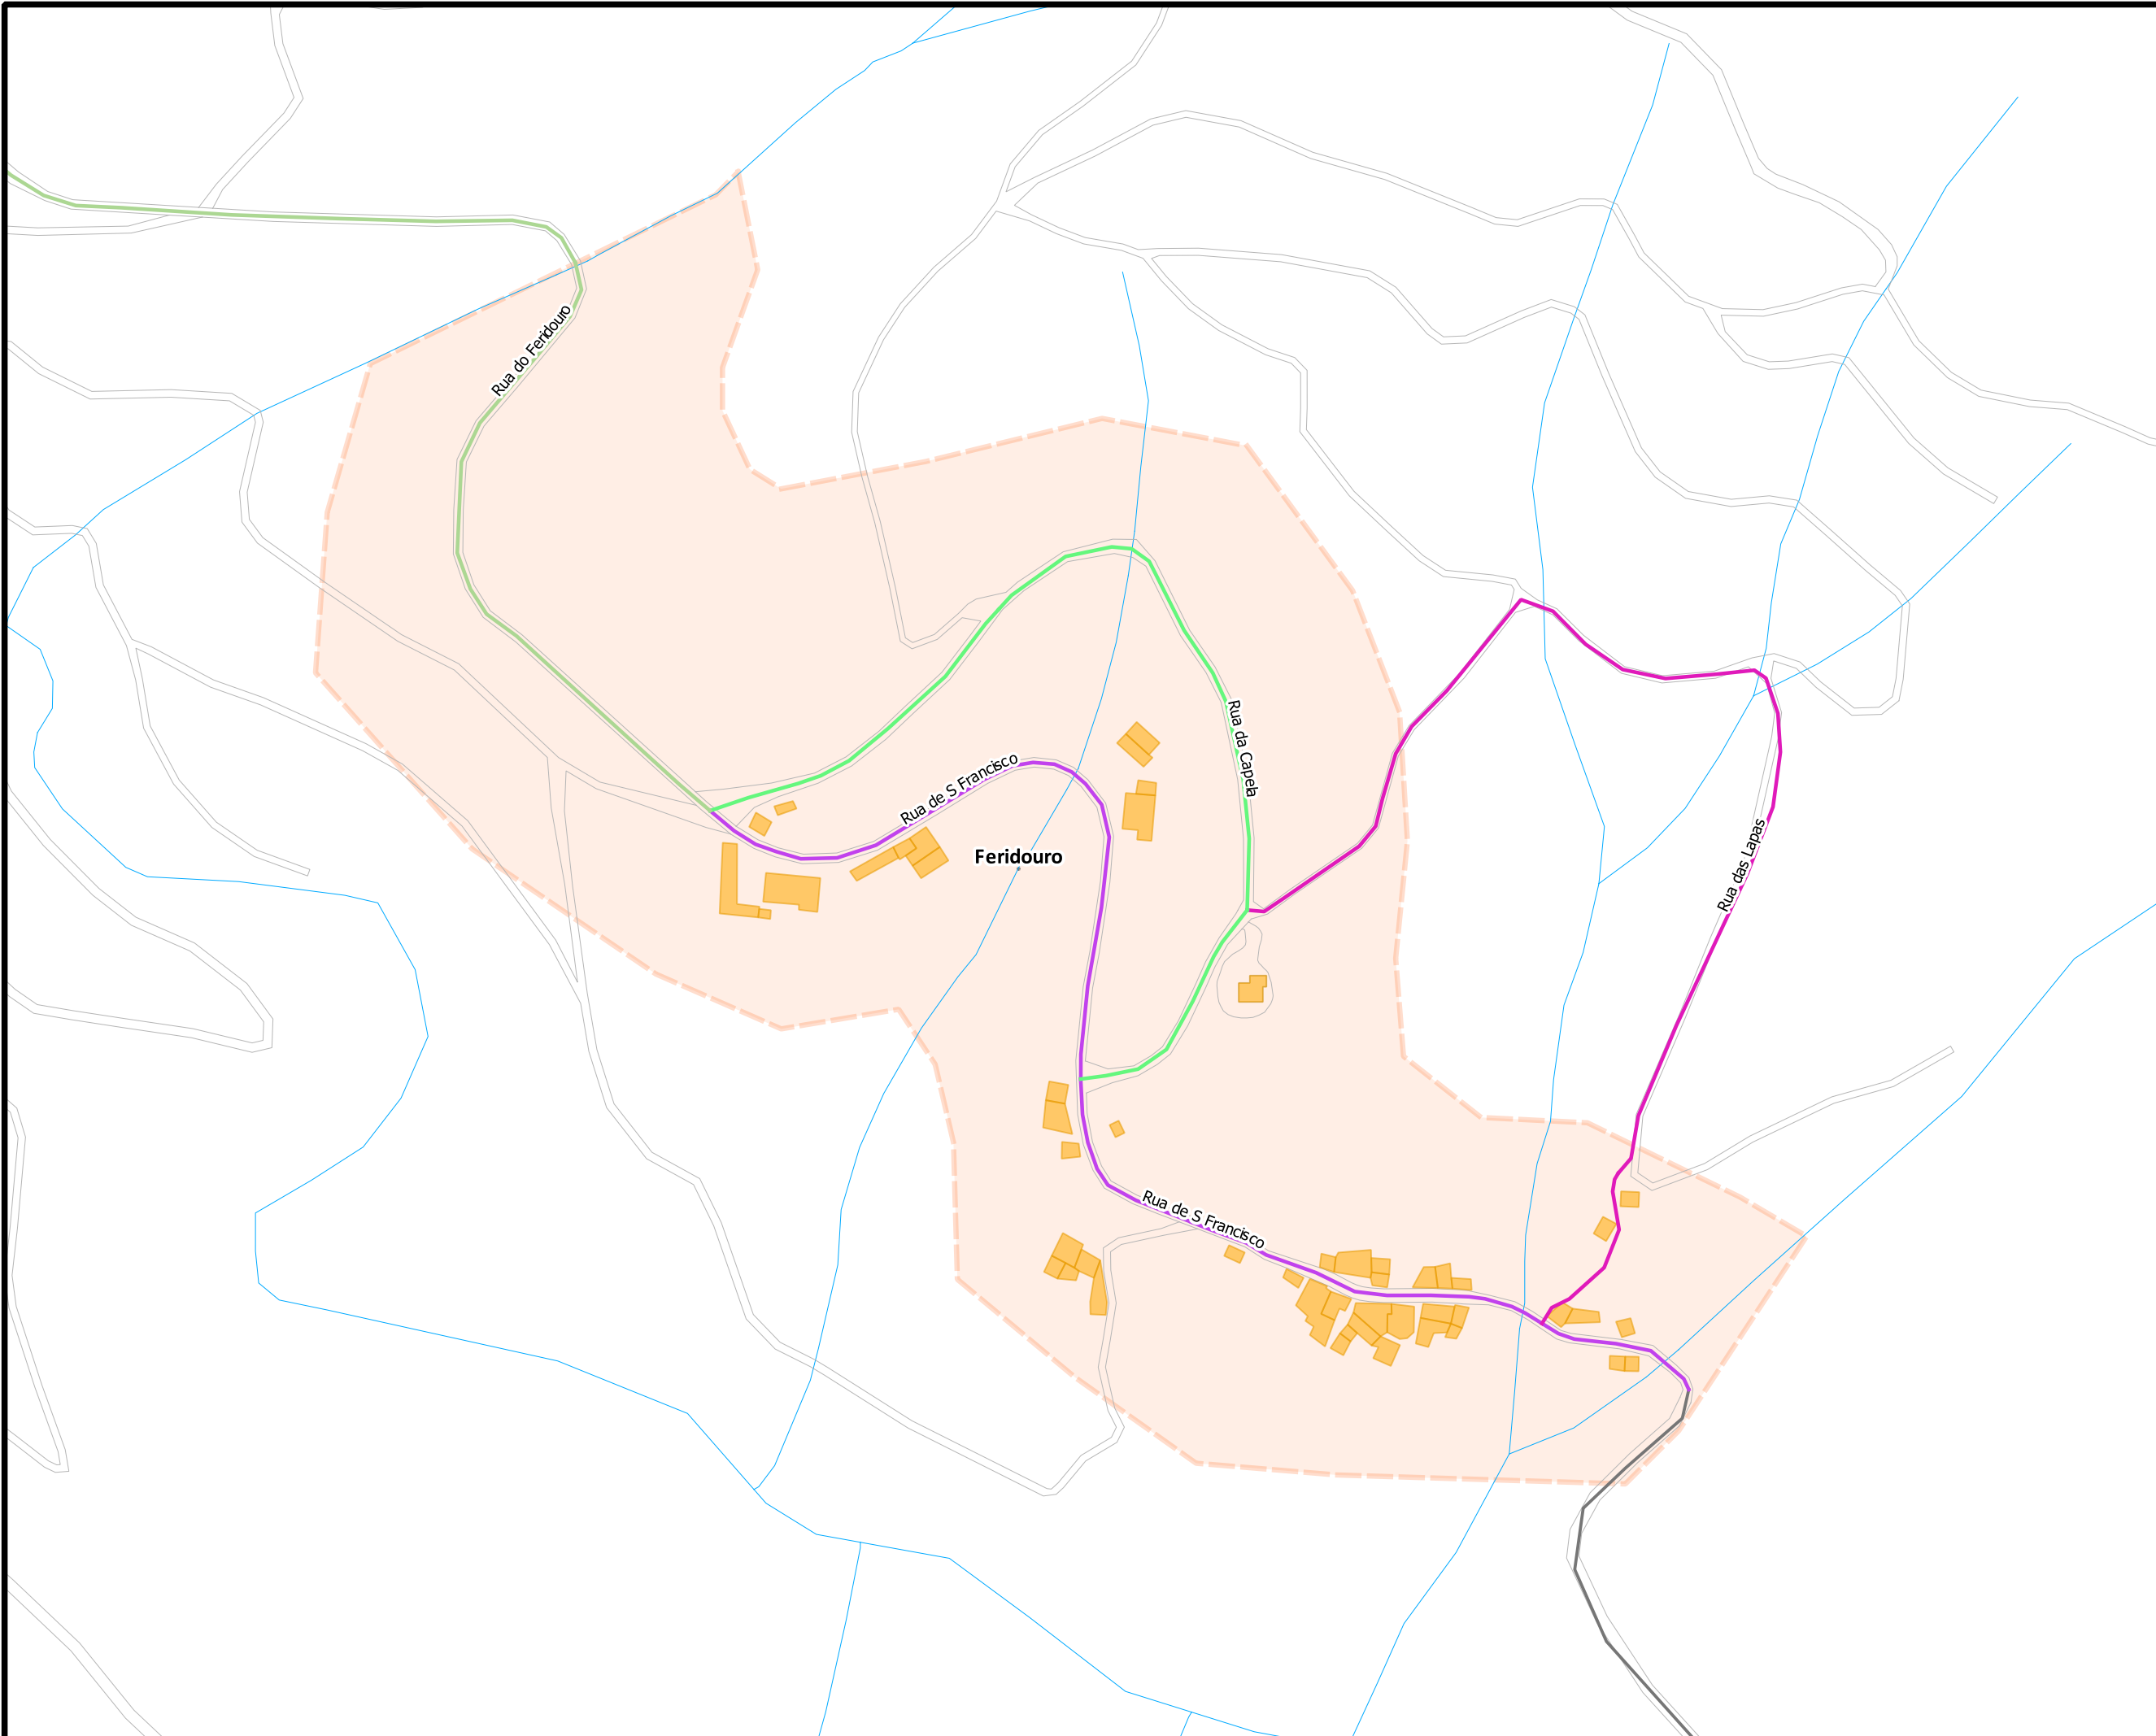 Rua do Feridouro
Rua da Capela
Rua de S Francisco
Feridouro
Rua das Lapas
Rua de S Francisco